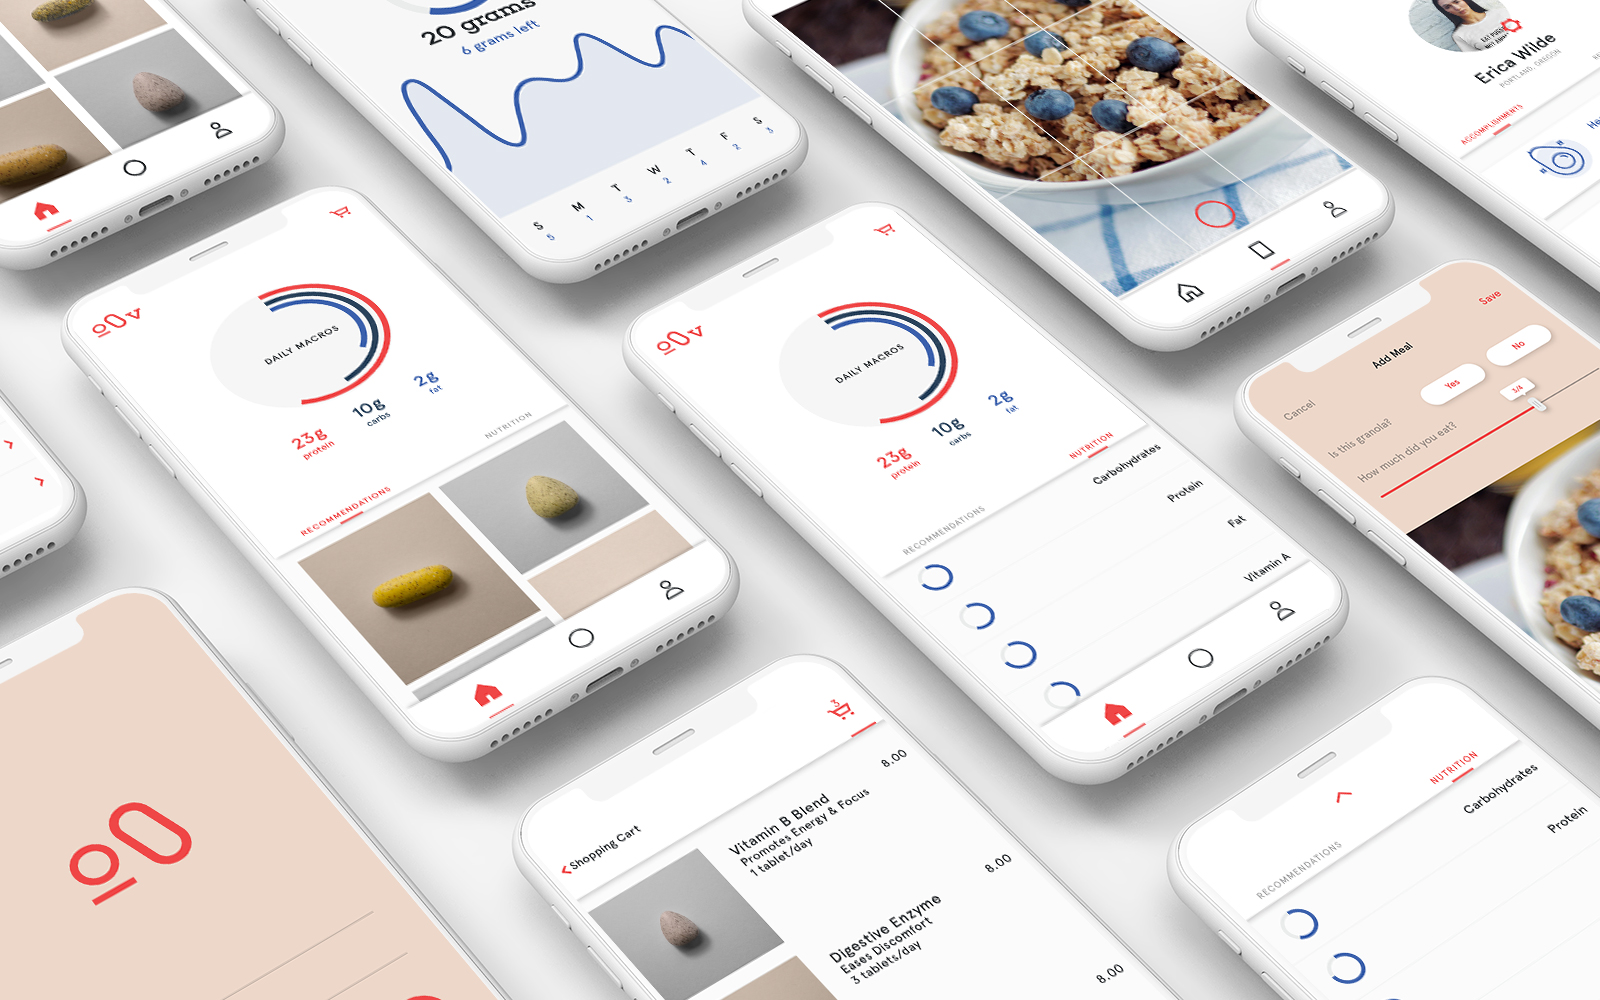 20 grams
6 grams left
S M T W T F S
5 1 3 2 4 2 3
Erica Wilde
PORTLAND, OREGON
ACCOMPLISHMENTS
DAILY MACROS
23g
protein
10g
carbs
2g
fat
RECOMMENDATIONS
NUTRITION
DAILY MACROS
23g
protein
10g
carbs
2g
fat
RECOMMENDATIONS
NUTRITION
Carbohydrates
Protein
Fat
Vitamin A
Cancel
Add Meal
Save
Is this granola?
Yes
No
How much did you eat?
Shopping Cart
3
Vitamin B Blend
8.00
Promotes Energy & Focus
1 tablet/day
Digestive Enzyme
8.00
Eases Discomfort
3 tablets/day
8.00
RECOMMENDATIONS
NUTRITION
Carbohydrates
Protein